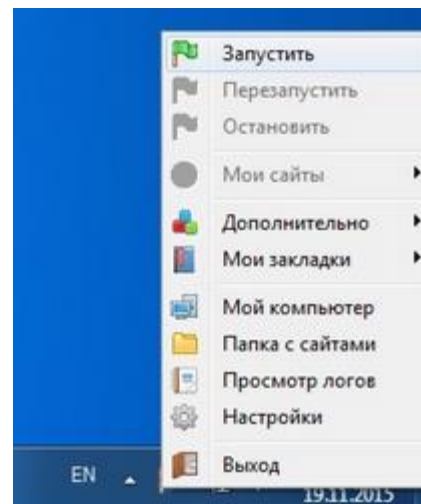 Запустить
Перезапустить
Остановить
Мои сайты
Дополнительно
Мои закладки
Мой компьютер
Папка с сайтами
Просмотр логов
Настройки
Выход
EN
19.11.2015